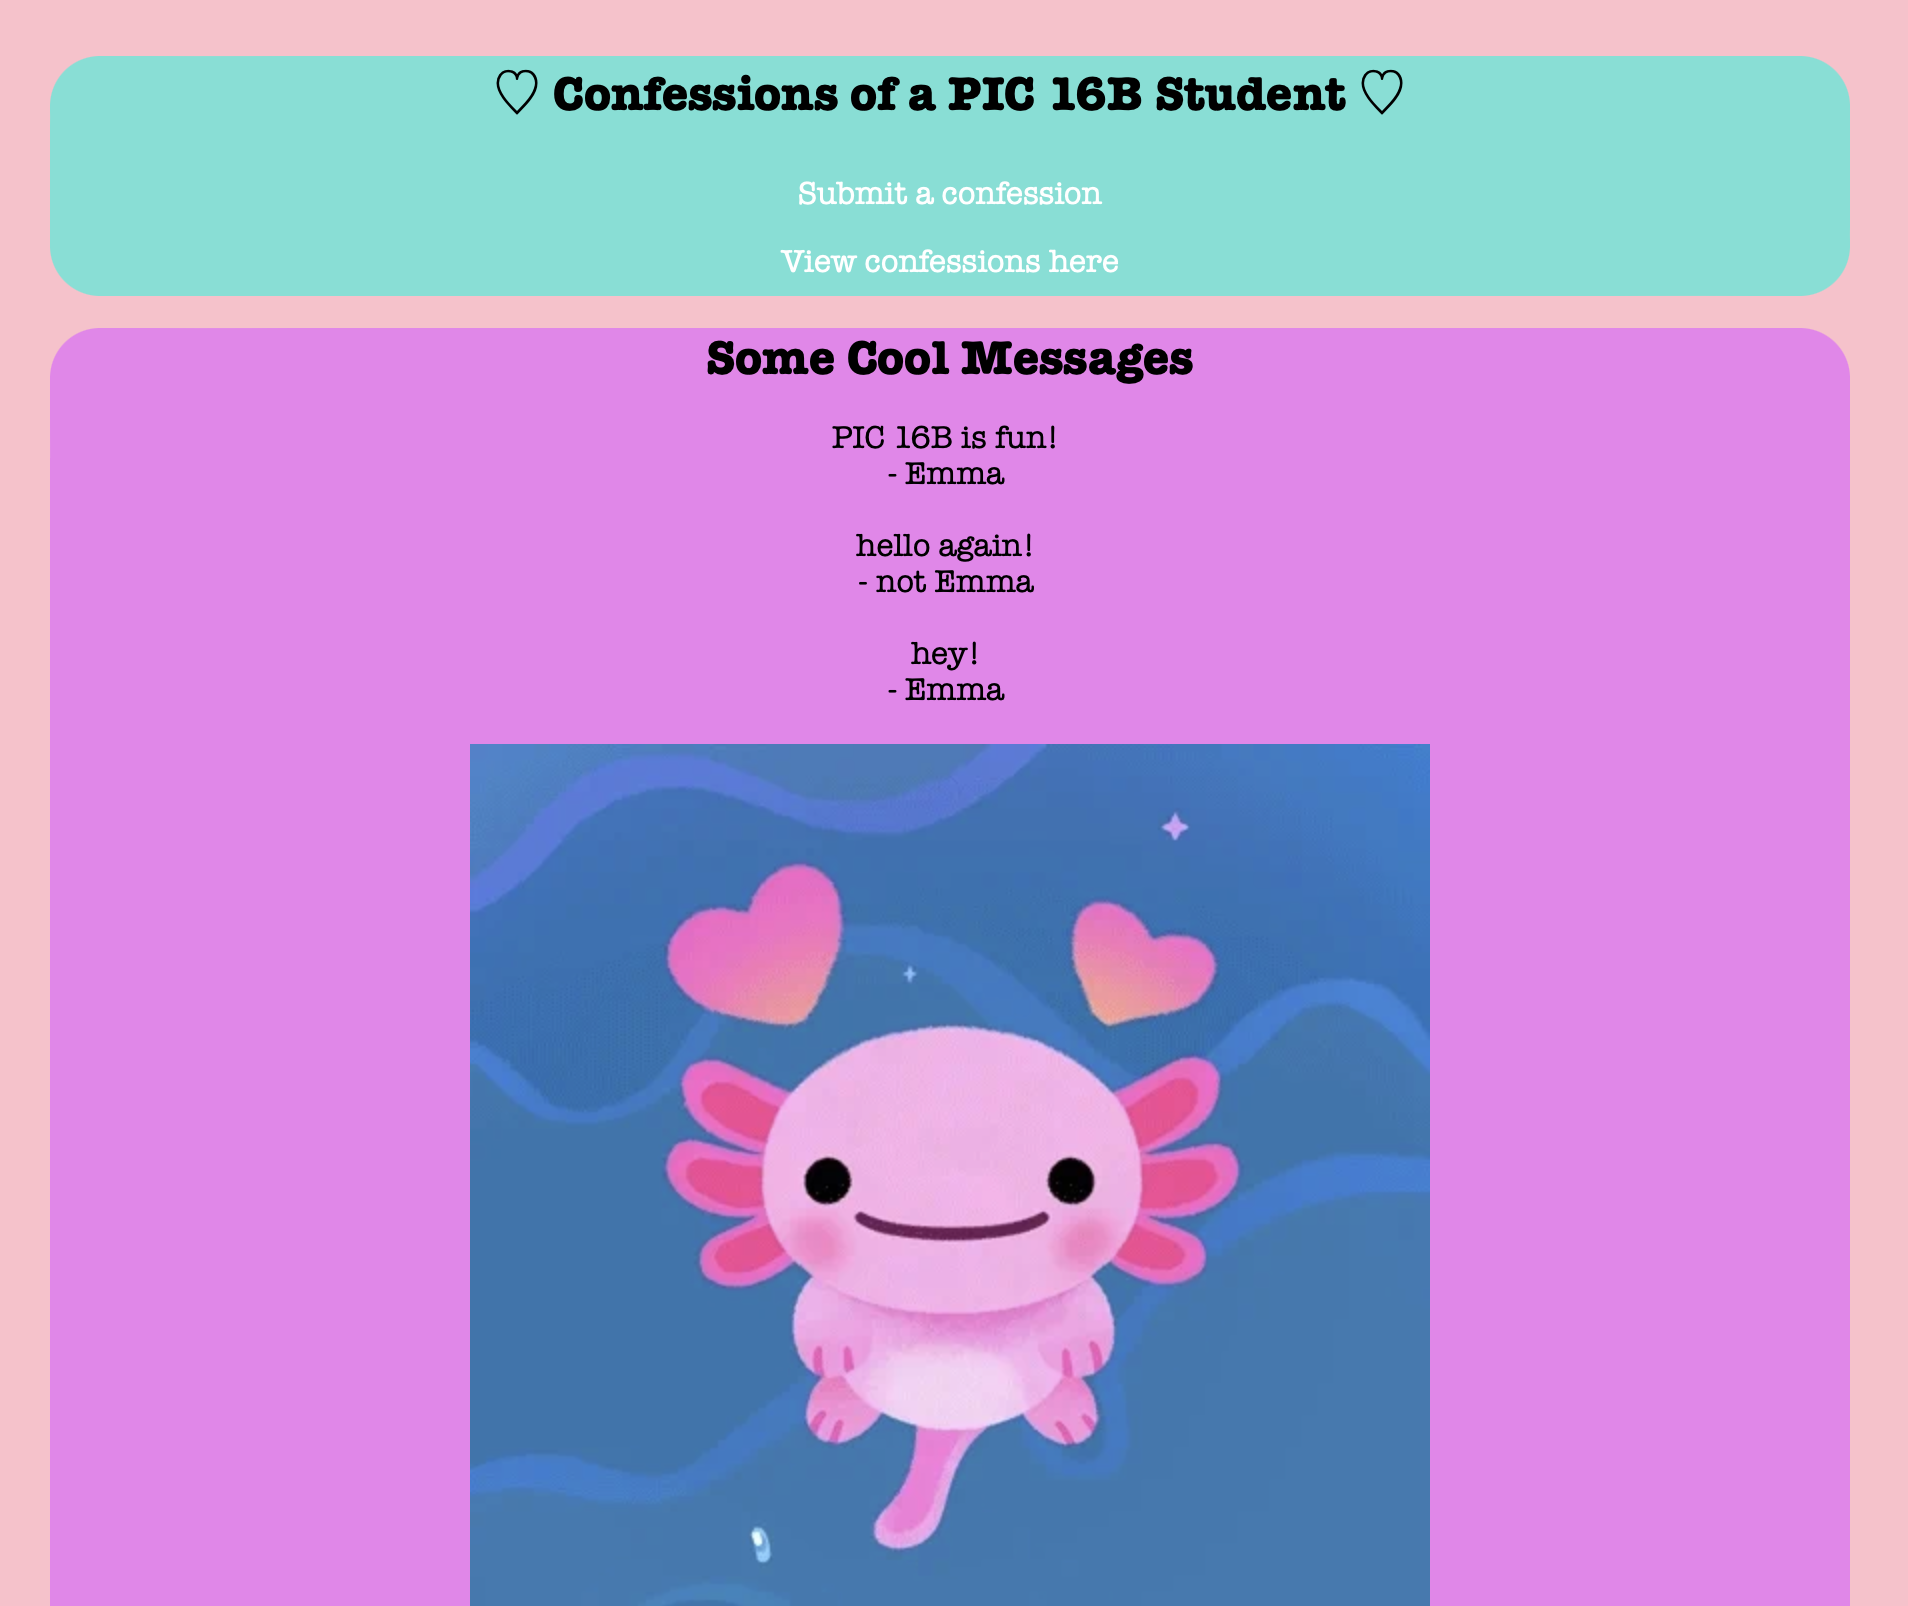 ♡ Confessions of a PIC 16B Student ♡
Submit a confession
View confessions here
Some Cool Messages
PIC 16B is fun!
- Emma
hello again!
- not Emma
hey!
- Emma